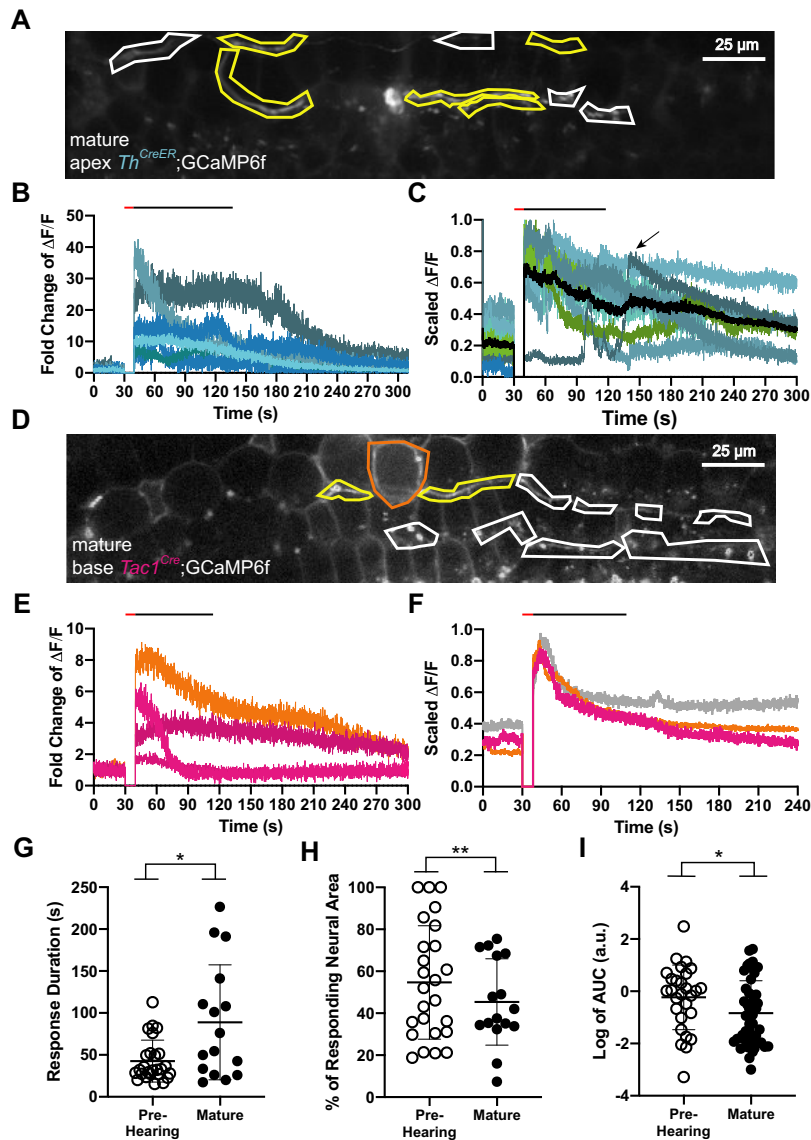 A
25 µm
mature
apex Th^CreER;GCaMP6f
B
Fold Change of ΔF/F
50
40
30
20
10
0
0 30 60 90 120 150 180 210 240 270 300
Time (s)
C
Scaled ΔF/F
1.0
0.8
0.6
0.4
0.2
0.0
0 30 60 90 120 150 180 210 240 270 300
Time (s)
D
25 µm
mature
base Tac1^Cre;GCaMP6f
E
Fold Change of ΔF/F
10
8
6
4
2
0
0 30 60 90 120 150 180 210 240 270 300
Time (s)
F
Scaled ΔF/F
1.0
0.8
0.6
0.4
0.2
0.0
0 30 60 90 120 150 180 210 240
Time (s)
G
*
Response Duration (s)
250
200
150
100
50
0
Pre-
Hearing
Mature
H
**
% of Responding Neural Area
100
80
60
40
20
0
Pre-
Hearing
Mature
I
*
Log of AUC (a.u.)
4
2
0
-2
-4
Pre-
Hearing
Mature